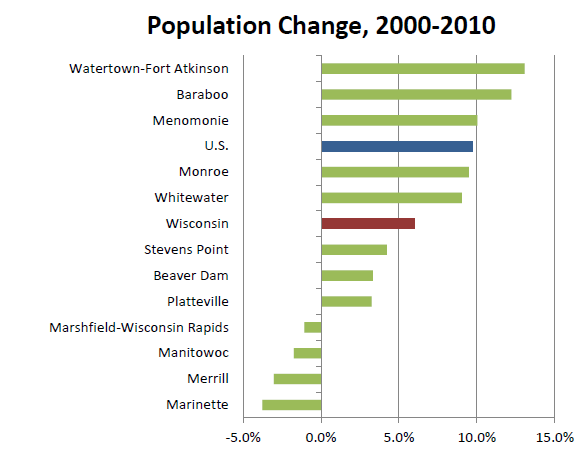 Population Change, 2000-2010
Watertown-Fort Atkinson
Baraboo
Menomonie
U.S.
Monroe
Whitewater
Wisconsin
Stevens Point
Beaver Dam
Platteville
Marshfield-Wisconsin Rapids
Manitowoc
Merrill
Marinette
-5.0% 0.0% 5.0% 10.0% 15.0%